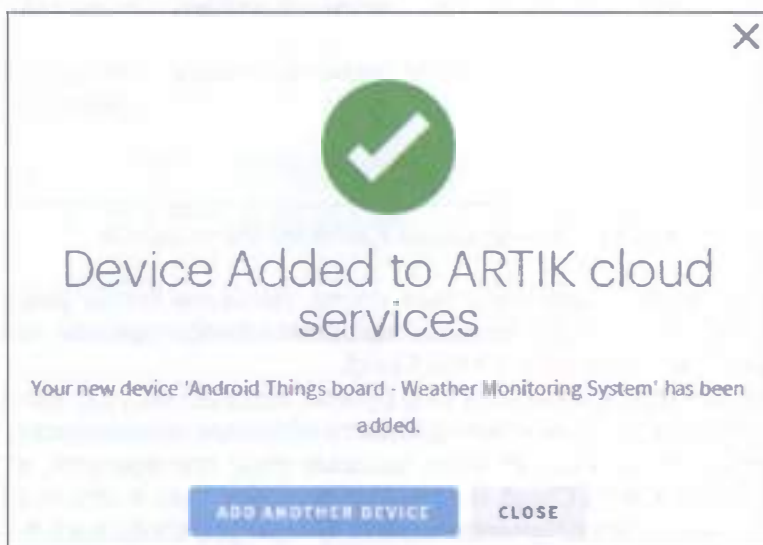 Device Added to ARTIK cloud
services
Your new device 'Android Things board - Weather Monitoring System' has been
added.
ADD ANOTHER DEVICE CLOSE